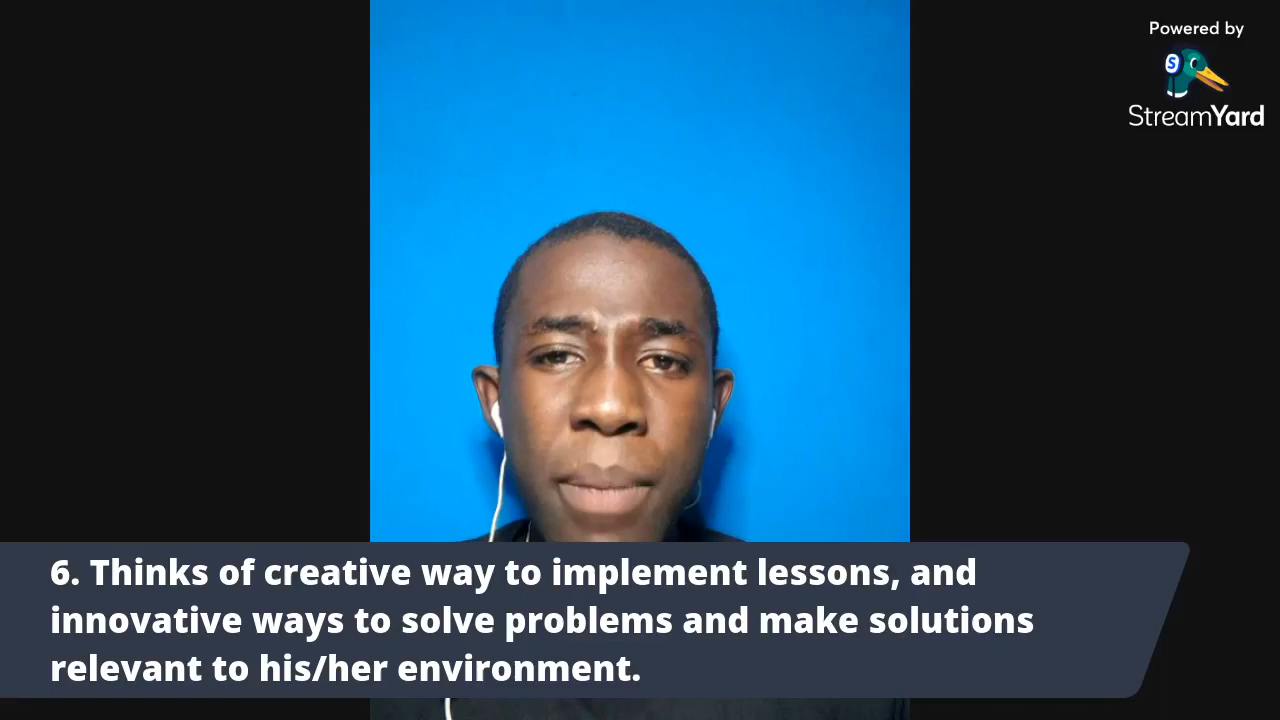 Powered by
S
StreamYard
6. Thinks of creative way to implement lessons, and
innovative ways to solve problems and make solutions
relevant to his/her environment.